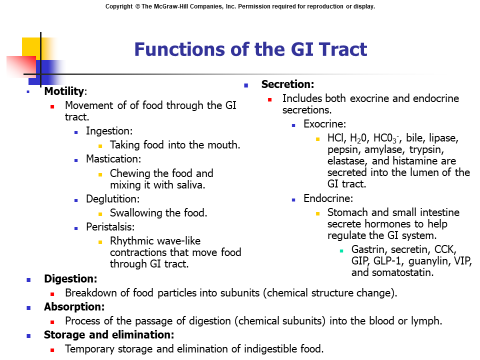 Copyright © The McGraw-Hill Companies, Inc. Permission required for reproduction or display.
Functions of the GI Tract
Motility:
Movement of of food through the GI
tract.
Ingestion:
Taking food into the mouth.
Mastication:
Chewing the food and
mixing it with saliva.
Deglutition:
Swallowing the food.
Peristalsis:
Rhythmic wave-like
contractions that move food
through GI tract.
Secretion:
Includes both exocrine and endocrine
secretions.
Exocrine:
HCl, H20, HC03-, bile, lipase,
pepsin, amylase, trypsin,
elastase, and histamine are
secreted into the lumen of the
GI tract.
Endocrine:
Stomach and small intestine
secrete hormones to help
regulate the GI system.
Gastrin, secretin, CCK,
GIP, GLP-1, guanylin, VIP,
and somatostatin.
Digestion:
Breakdown of food particles into subunits (chemical structure change).
Absorption:
Process of the passage of digestion (chemical subunits) into the blood or lymph.
Storage and elimination:
Temporary storage and elimination of indigestible food.